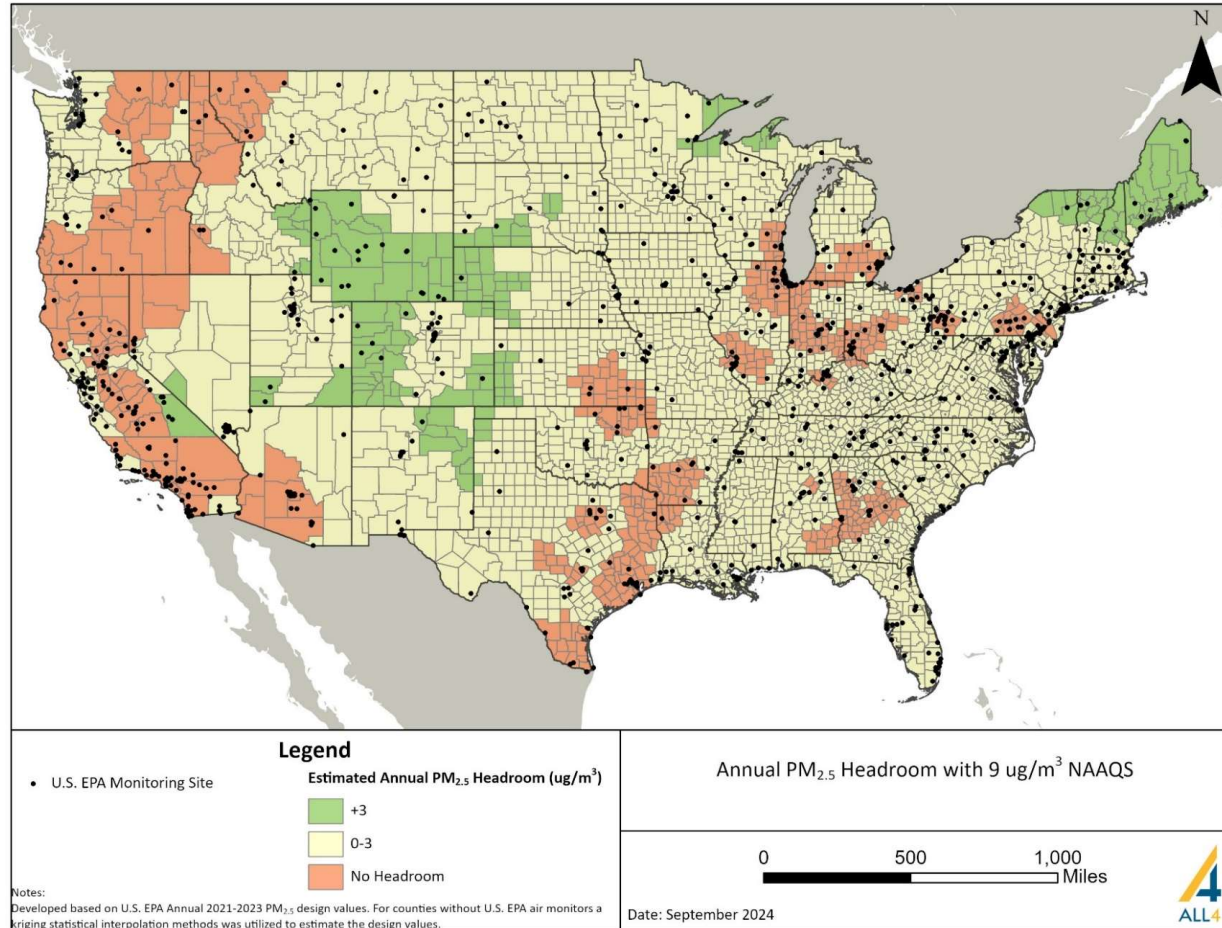 N
Legend
• U.S. EPA Monitoring Site
Estimated Annual PM2.5 Headroom (ug/m3)
+3
0-3
No Headroom
Notes:
Developed based on U.S. EPA Annual 2021-2023 PM2.5 design values. For counties without U.S. EPA air monitors a
kriging statistical interpolation methods was utilized to estimate the design values.
Annual PM2.5 Headroom with 9 ug/m3 NAAQS
0 500 1,000
Miles
Date: September 2024
ALL4